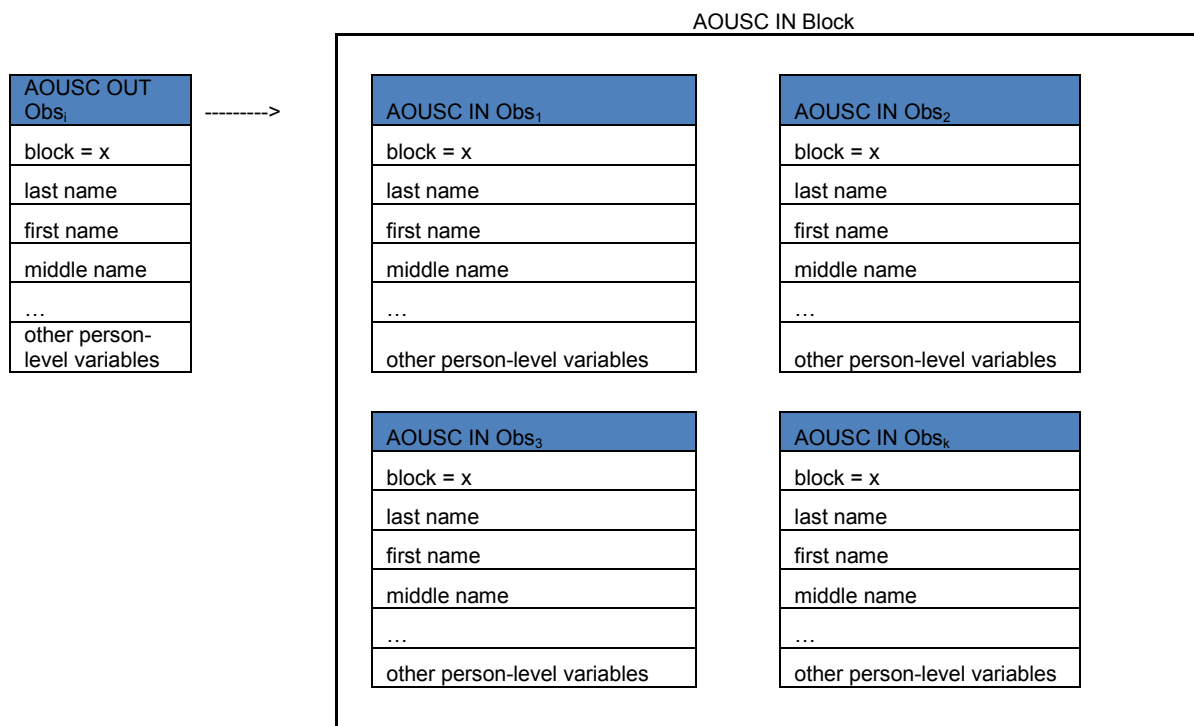 AOUSC IN Block
AOUSC OUT
Obsᵢ
--------->
block = x
last name
first name
middle name
…
other person-
level variables
AOUSC IN Obs₁
block = x
last name
first name
middle name
…
other person-level variables
AOUSC IN Obs₂
block = x
last name
first name
middle name
…
other person-level variables
AOUSC IN Obs₃
block = x
last name
first name
middle name
…
other person-level variables
AOUSC IN Obsₖ
block = x
last name
first name
middle name
…
other person-level variables